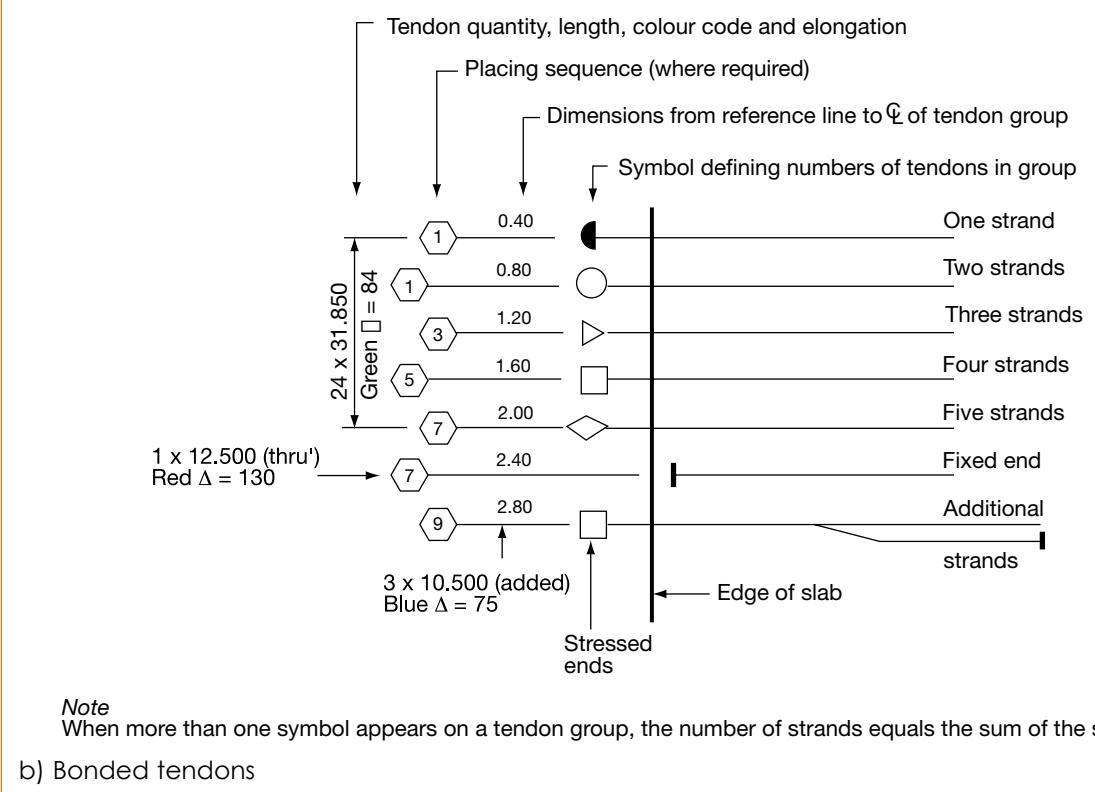 Tendon quantity, length, colour code and elongation
Placing sequence (where required)
Dimensions from reference line to ℄ of tendon group
Symbol defining numbers of tendons in group
1 0.40 One strand
1 0.80 Two strands
3 1.20 Three strands
5 1.60 Four strands
7 2.00 Five strands
24 x 31.850
Green ▯ = 84
1 x 12.500 (thru')
Red Δ = 130
7 2.40 Fixed end
9 2.80 Additional
strands
3 x 10.500 (added)
Blue Δ = 75
Edge of slab
Stressed
ends
Note
When more than one symbol appears on a tendon group, the number of strands equals the sum of the
b) Bonded tendons